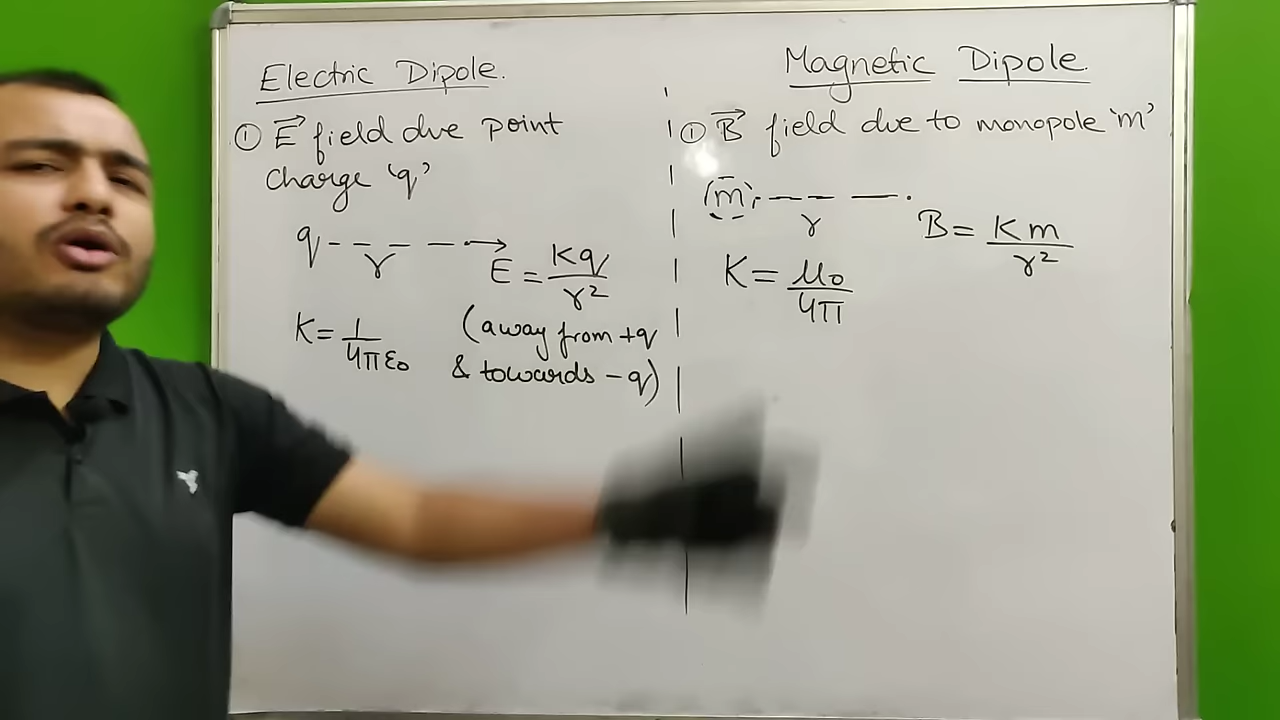 Electric Dipole.
① E⃗ field due point
charge 'q'
q - - - - - →
r
E = Kq/r²
K = 1/4πε₀
(away from +q
& towards -q)
Magnetic Dipole
① B⃗ field due to monopole 'm'
(m) - - - - .
r
B = Km/r²
K = μ₀/4π